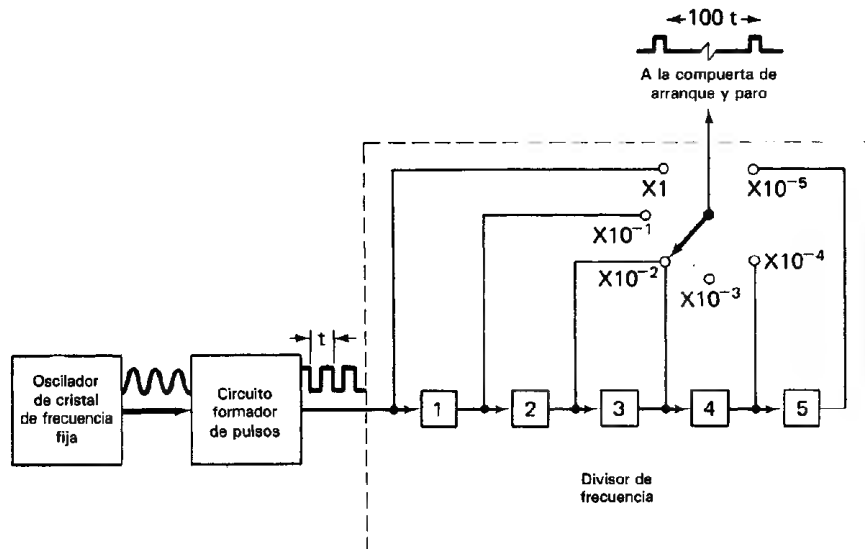 100 t
A la compuerta de
arranque y paro
X1
X10⁻⁵
X10⁻¹
X10⁻²
X10⁻⁴
X10⁻³
t
Oscilador
de cristal
de frecuencia
fija
Circuito
formador
de pulsos
1
2
3
4
5
Divisor de
frecuencia